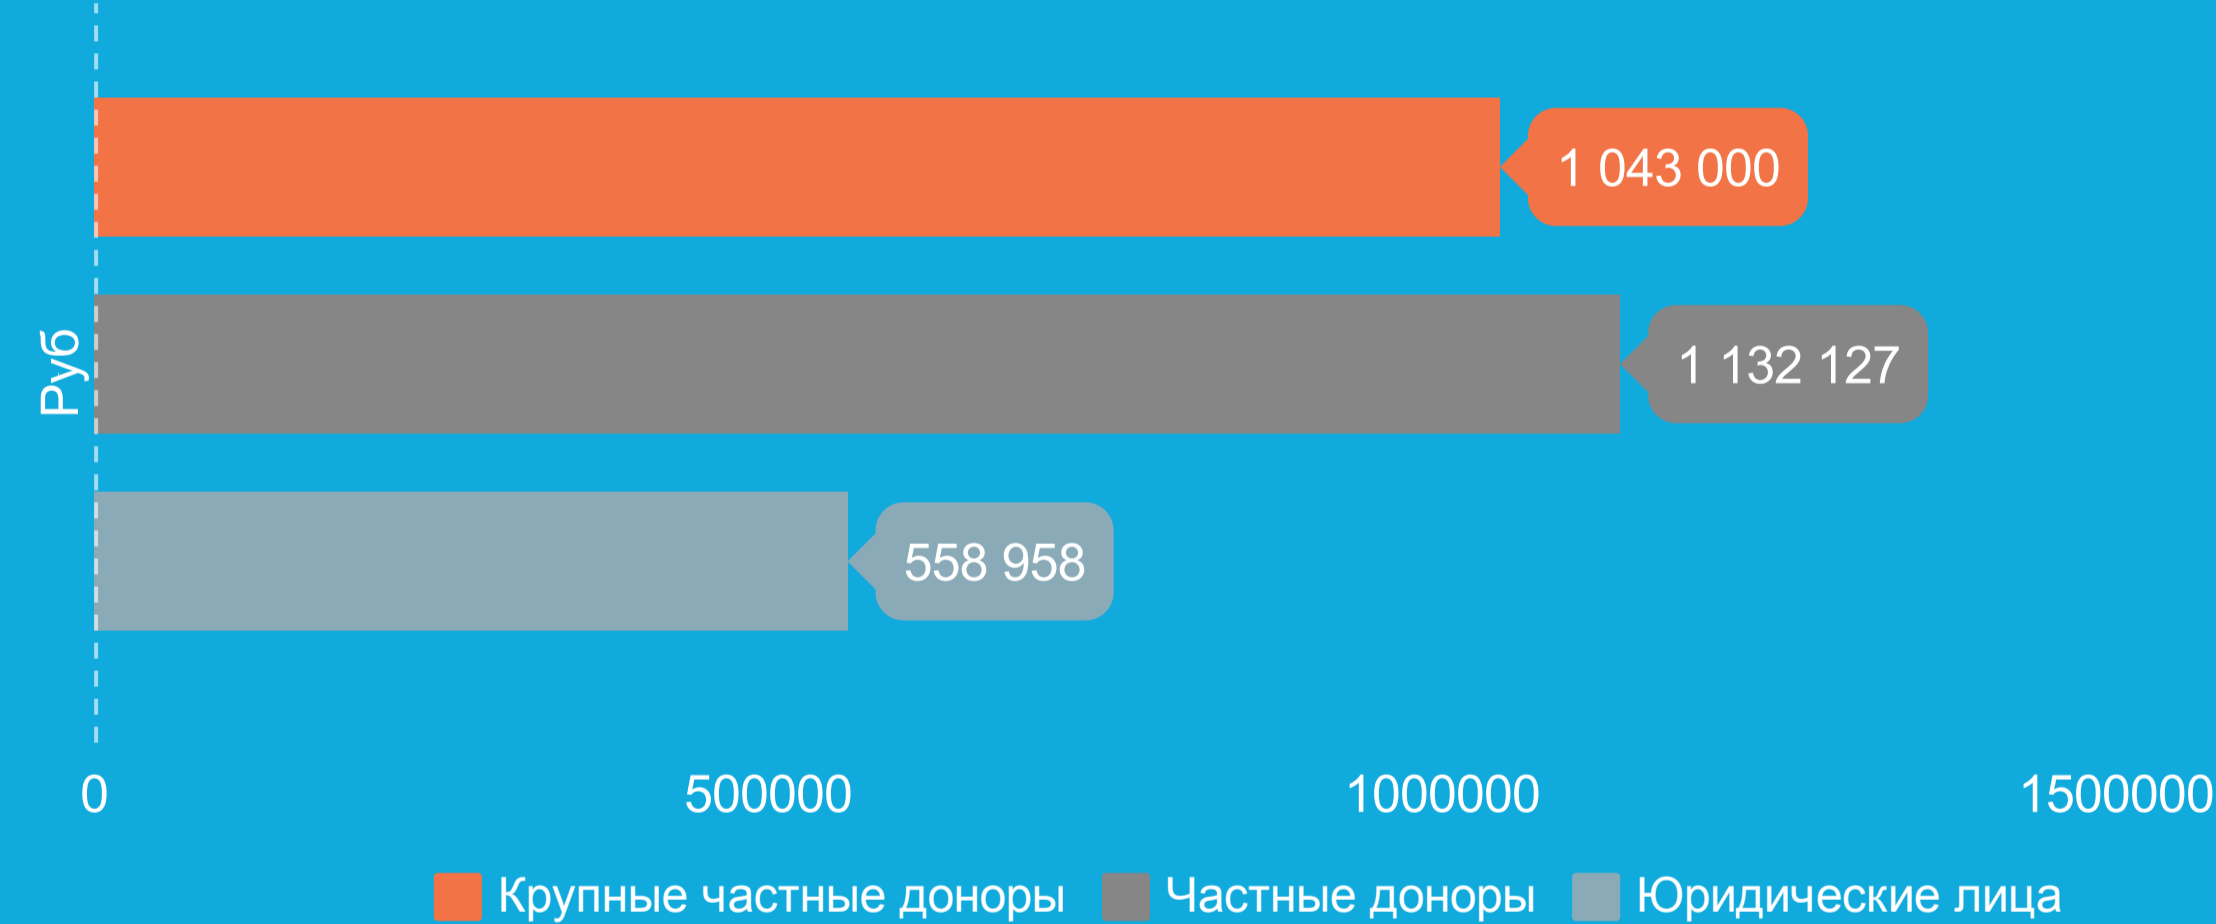 1 043 000
Руб
1 132 127
558 958
0 500000 1000000 1500000
Крупные частные доноры Частные доноры Юридические лица